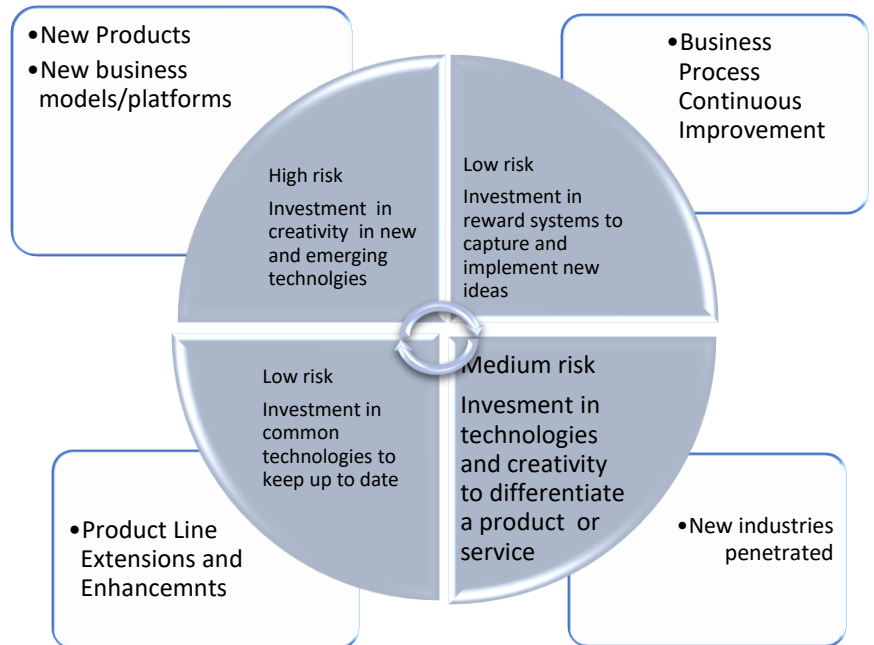 •New Products
•New business
models/platforms
•Business
Process
Continuous
Improvement
High risk
Investment in
creativity in new
and emerging
technolgies
Low risk
Investment in
reward systems to
capture and
implement new
ideas
Low risk
Investment in
common
technologies to
keep up to date
Medium risk
Invesment in
technologies
and creativity
to differentiate
a product or
service
•Product Line
Extensions and
Enhancemnts
•New industries
penetrated